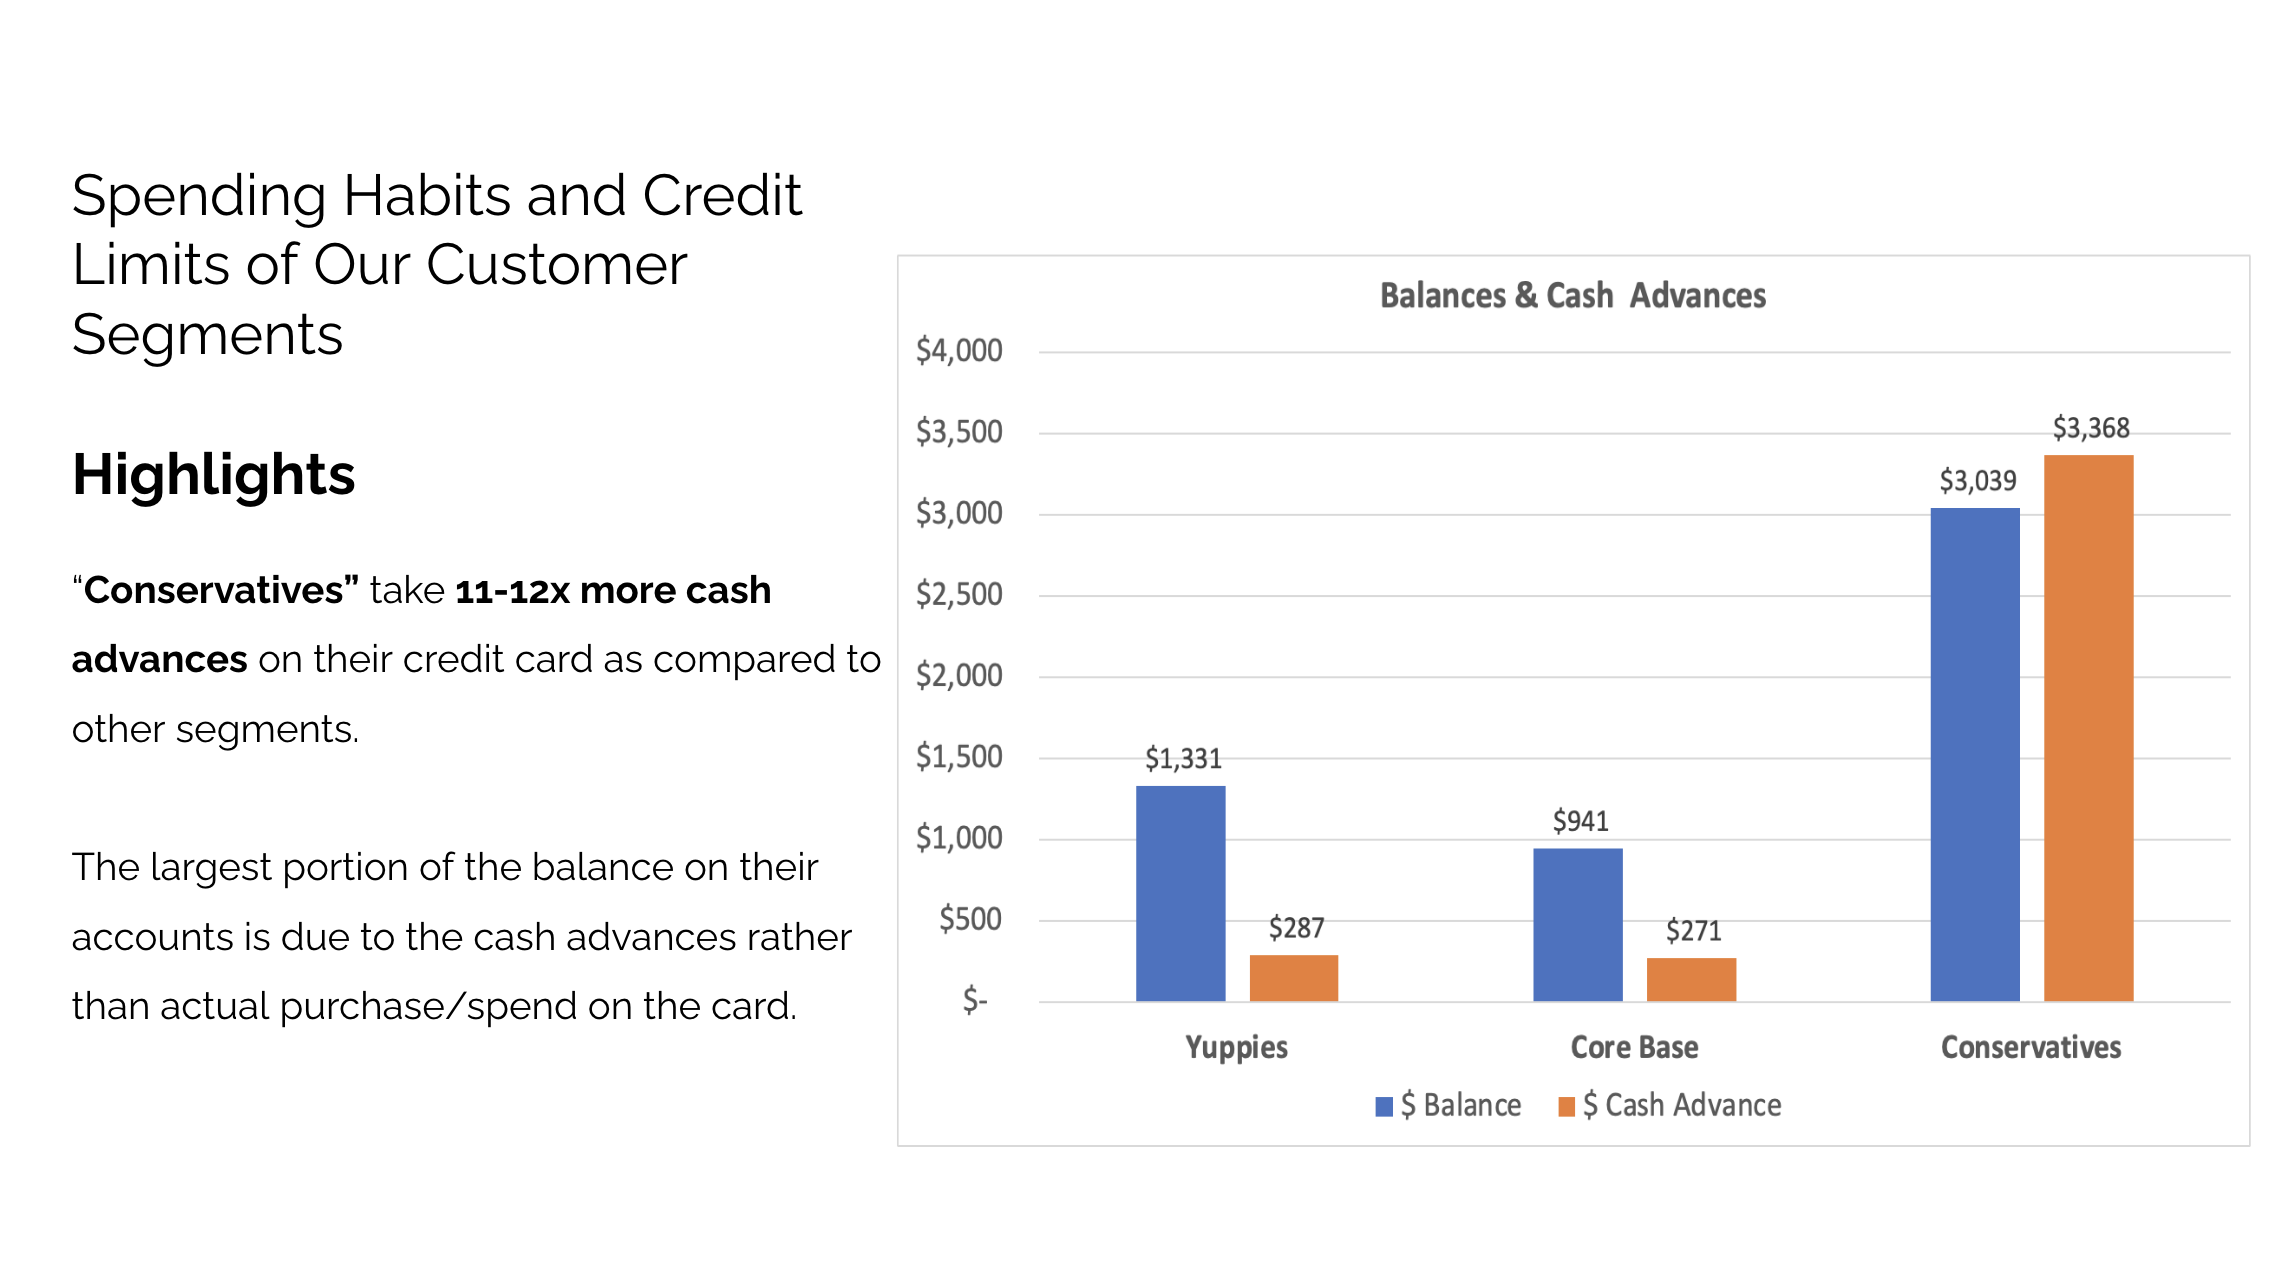 Spending Habits and Credit
Limits of Our Customer
Segments
Highlights
“Conservatives” take 11-12x more cash
advances on their credit card as compared to
other segments.
The largest portion of the balance on their
accounts is due to the cash advances rather
than actual purchase/spend on the card.
Balances & Cash  Advances
$4,000
$3,500
$3,000
$2,500
$2,000
$1,500
$1,000
$500
$-
$1,331
$287
$941
$271
$3,039
$3,368
Yuppies
Core Base
Conservatives
$ Balance
$ Cash Advance